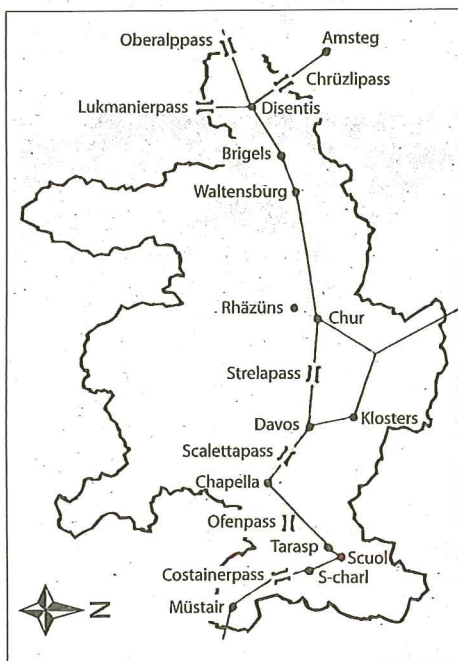 Oberalppass
Amsteg
Chrüzlipass
Lukmanierpass
Disentis
Brigels
Waltensburg
Rhäzüns
Chur
Strelapass
Davos
Klosters
Scalettapass
Chapella
Ofenpass
Tarasp
Scuol
Costainerpass
S-charl
Müstair
N